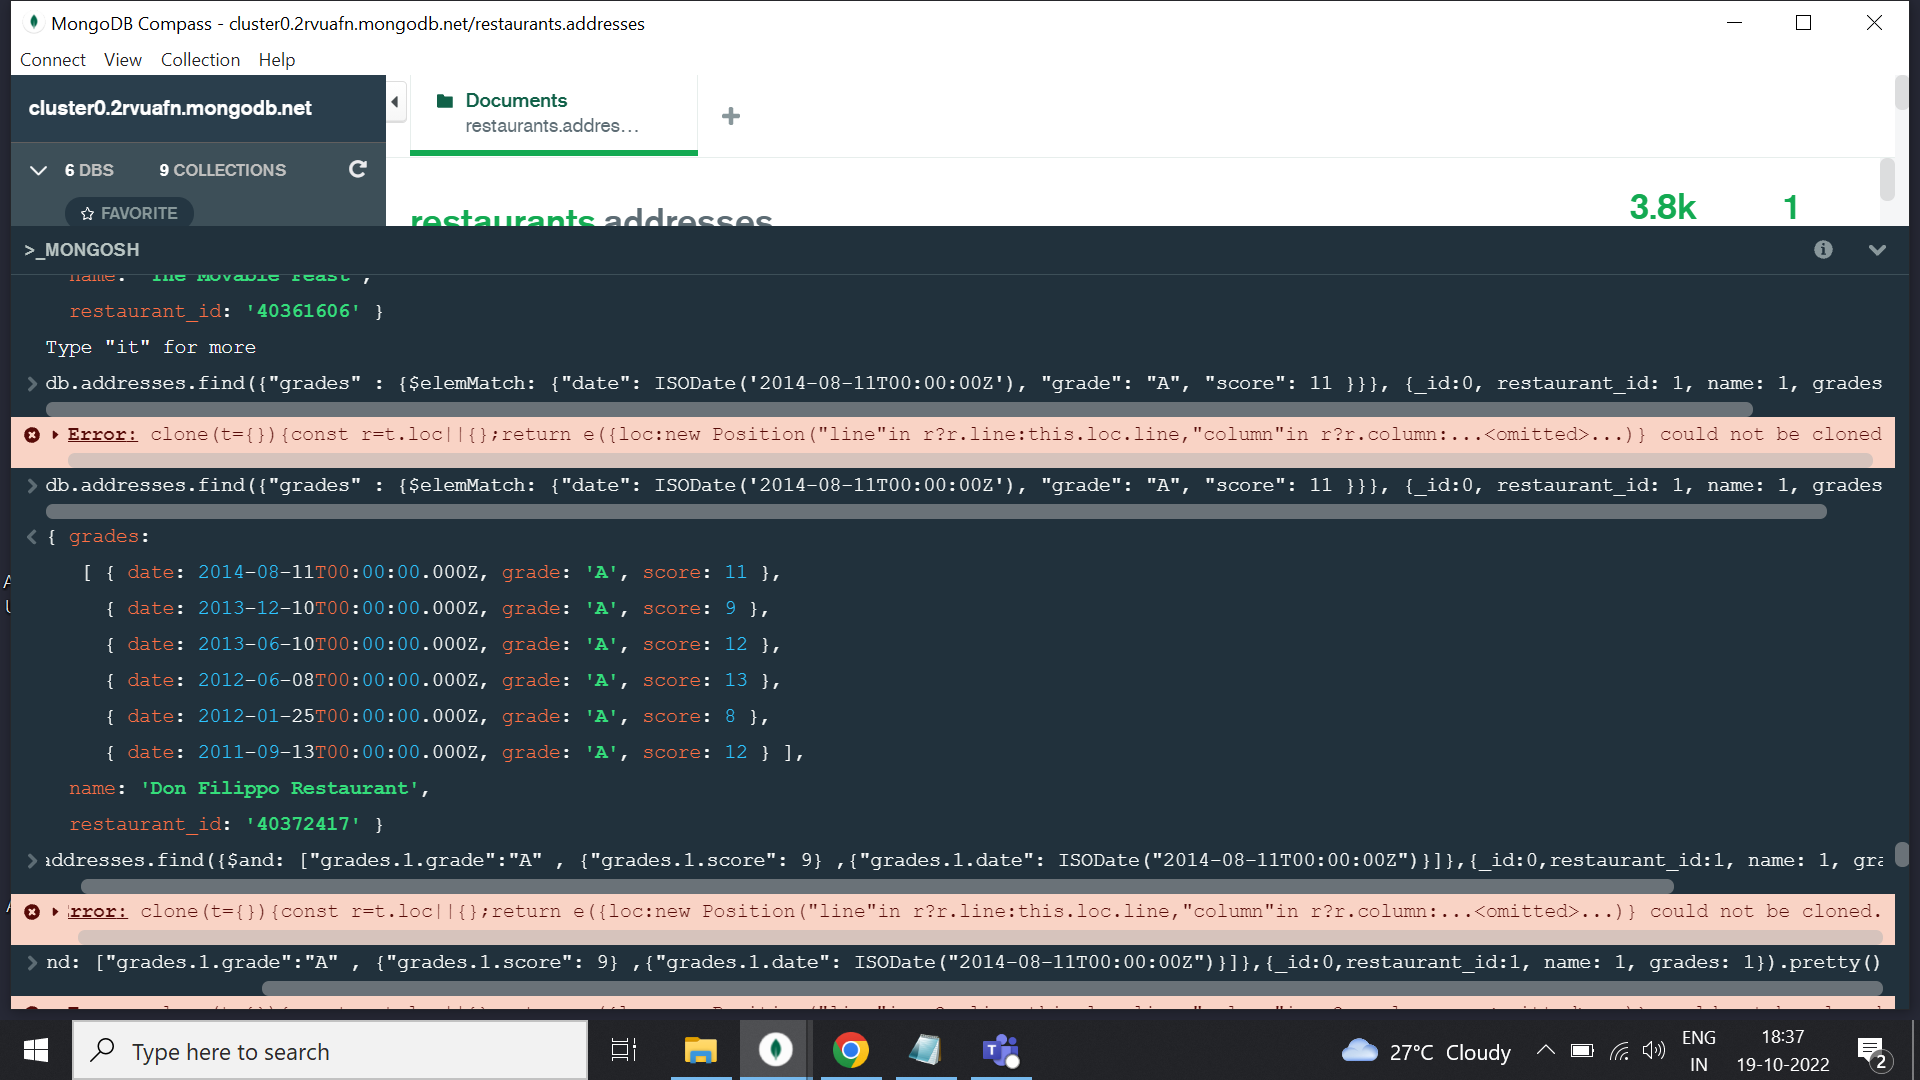 MongoDB Compass - cluster0.2rvuafn.mongodb.net/restaurants.addresses
Connect View Collection Help
cluster0.2rvuafn.mongodb.net
Documents
restaurants.addres...
6 DBS 9 COLLECTIONS
FAVORITE
restaurants.addresses
3.8k 1
>_MONGOSH
name: 'The Movable Feast',
restaurant_id: '40361606' }
Type "it" for more
db.addresses.find({"grades" : {$elemMatch: {"date": ISODate('2014-08-11T00:00:00Z'), "grade": "A", "score": 11 }}}, {_id:0, restaurant_id: 1, name: 1, grades
Error: clone(t={}){const r=t.loc||{};return e({loc:new Position("line"in r?r.line:this.loc.line,"column"in r?r.column:...<omitted>...)} could not be cloned
db.addresses.find({"grades" : {$elemMatch: {"date": ISODate('2014-08-11T00:00:00Z'), "grade": "A", "score": 11 }}}, {_id:0, restaurant_id: 1, name: 1, grades
{ grades:
[ { date: 2014-08-11T00:00:00.000Z, grade: 'A', score: 11 },
{ date: 2013-12-10T00:00:00.000Z, grade: 'A', score: 9 },
{ date: 2013-06-10T00:00:00.000Z, grade: 'A', score: 12 },
{ date: 2012-06-08T00:00:00.000Z, grade: 'A', score: 13 },
{ date: 2012-01-25T00:00:00.000Z, grade: 'A', score: 8 },
{ date: 2011-09-13T00:00:00.000Z, grade: 'A', score: 12 } ],
name: 'Don Filippo Restaurant',
restaurant_id: '40372417' }
addresses.find({$and: ["grades.1.grade":"A" , {"grades.1.score": 9} ,{"grades.1.date": ISODate("2014-08-11T00:00:00Z")}]},{_id:0,restaurant_id:1, name: 1, gra
Error: clone(t={}){const r=t.loc||{};return e({loc:new Position("line"in r?r.line:this.loc.line,"column"in r?r.column:...<omitted>...)} could not be cloned.
nd: ["grades.1.grade":"A" , {"grades.1.score": 9} ,{"grades.1.date": ISODate("2014-08-11T00:00:00Z")}]},{_id:0,restaurant_id:1, name: 1, grades: 1}).pretty()
Type here to search
27°C Cloudy
ENG
IN
18:37
19-10-2022
2